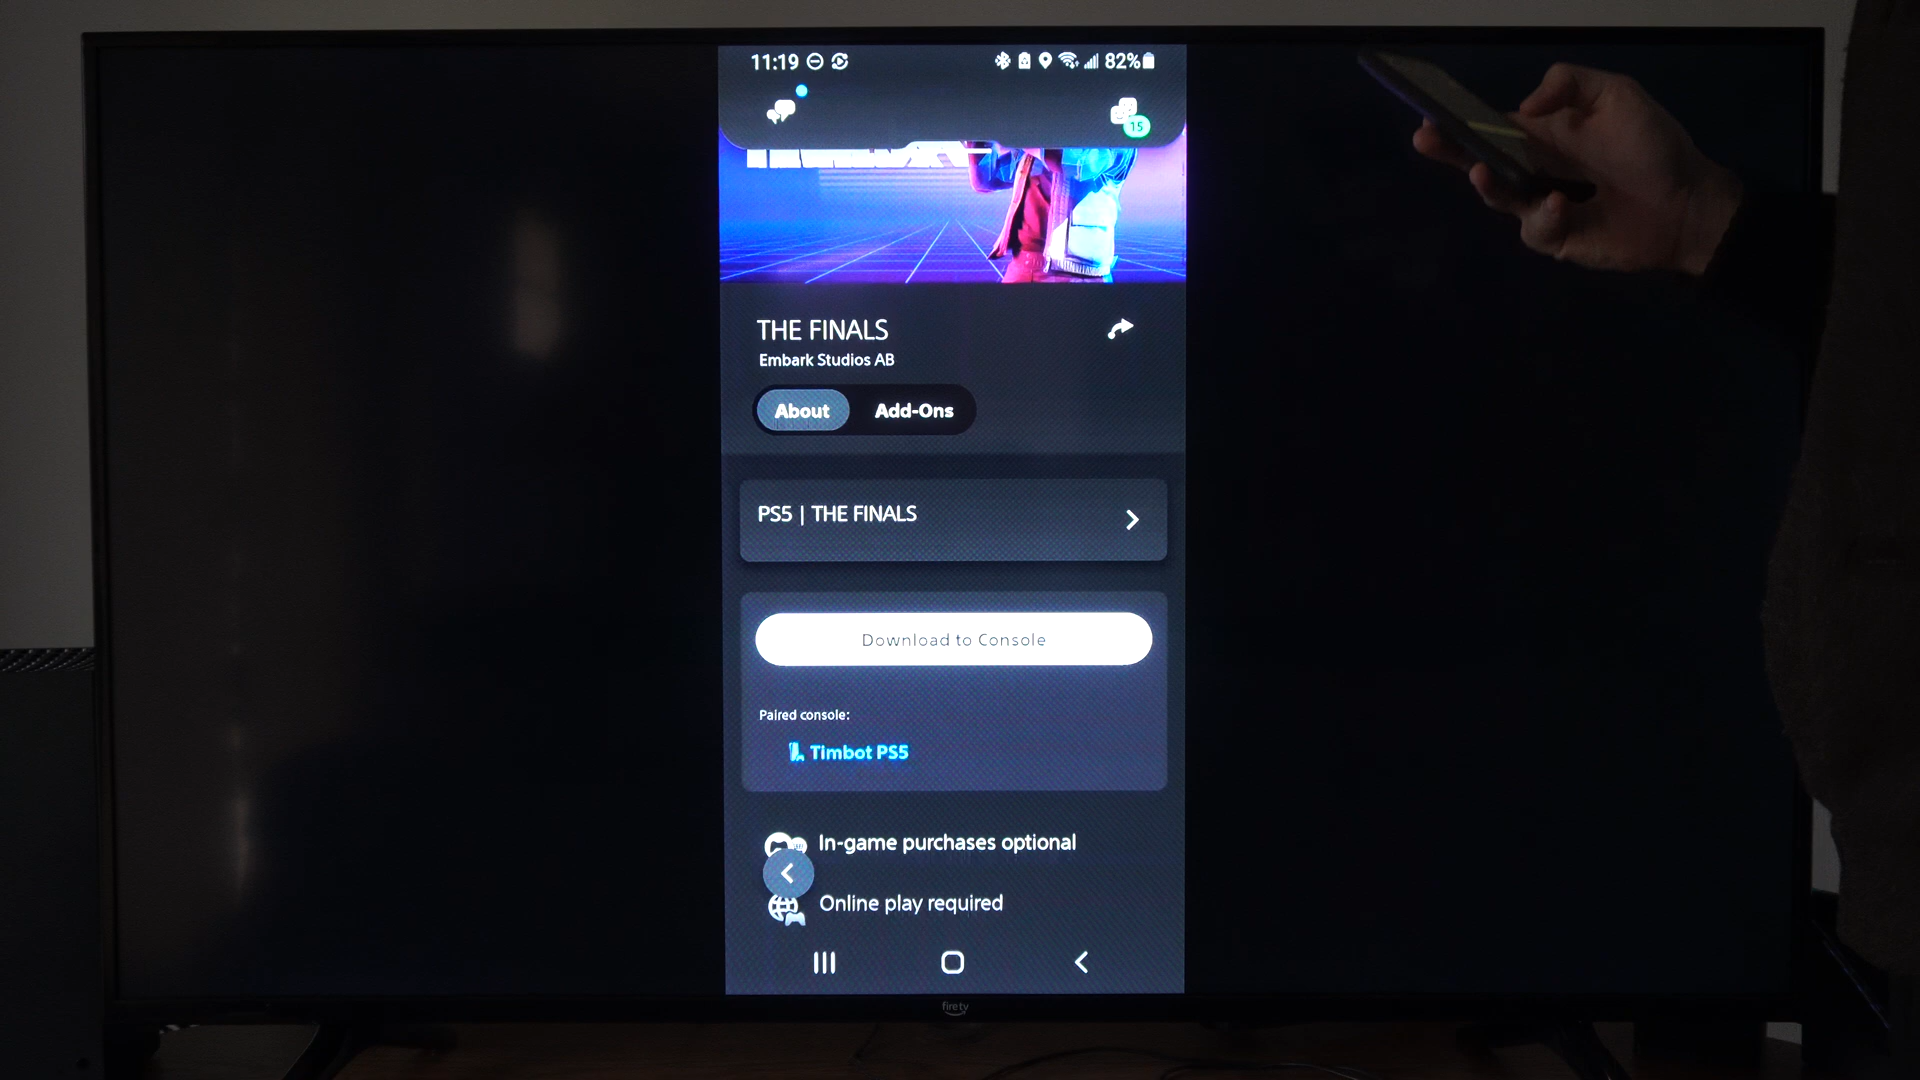 11:19
82%
15
THE FINALS
Embark Studios AB
About
Add-Ons
PS5 | THE FINALS
Download to Console
Paired console:
Timbot PS5
In-game purchases optional
Online play required
firetv